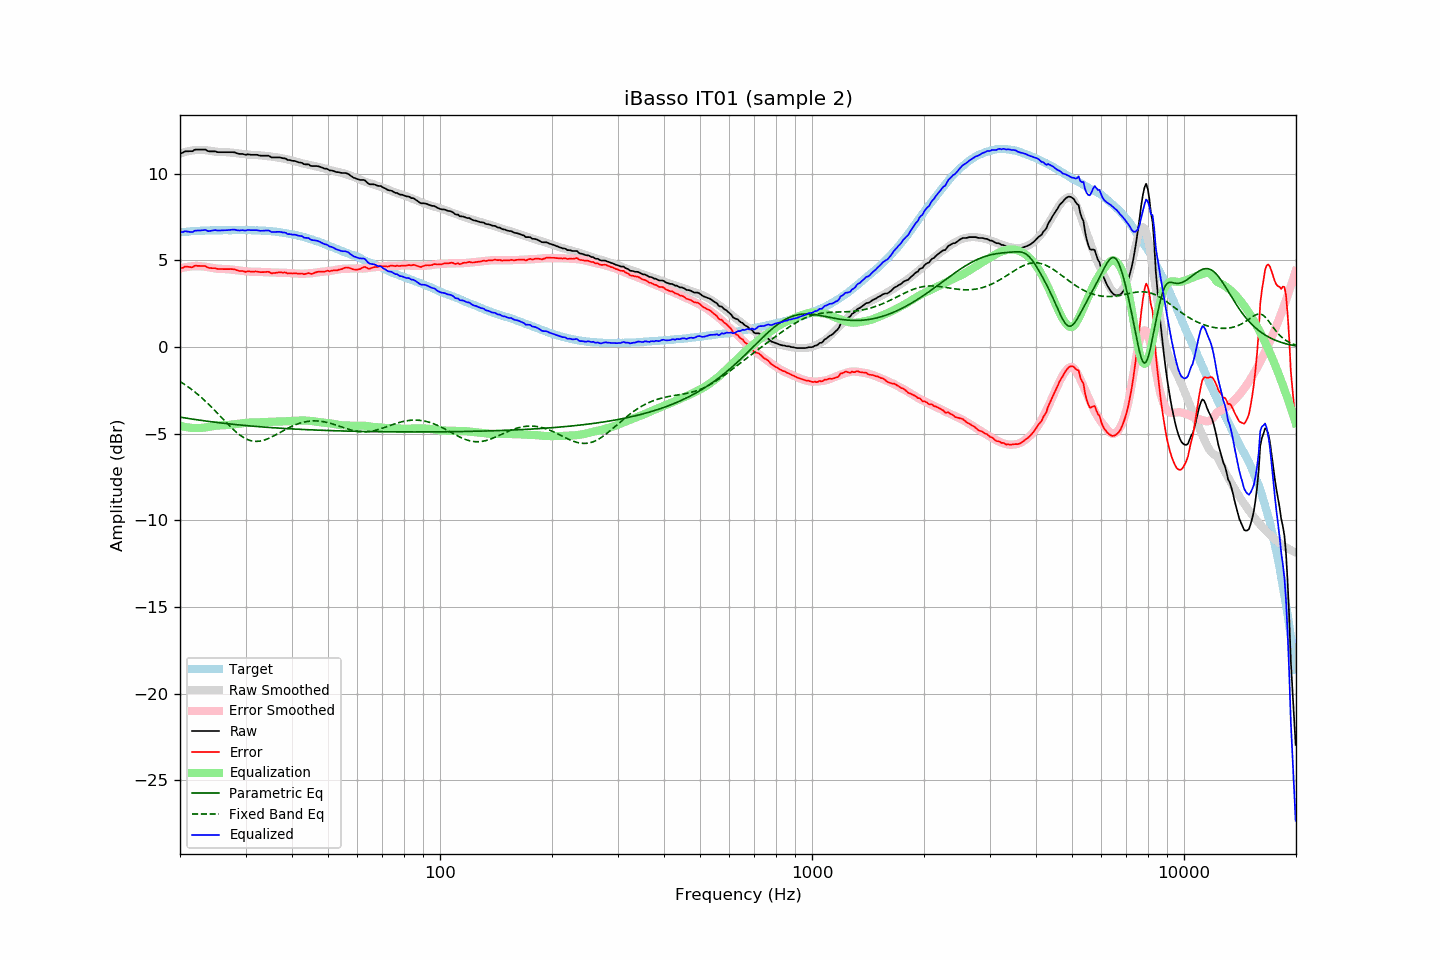 iBasso IT01 (sample 2)
Amplitude (dBr)
10
5
0
−5
−10
−15
−20
−25
Target
Raw Smoothed
Error Smoothed
Raw
Error
Equalization
Parametric Eq
Fixed Band Eq
Equalized
100
1000
10000
Frequency (Hz)